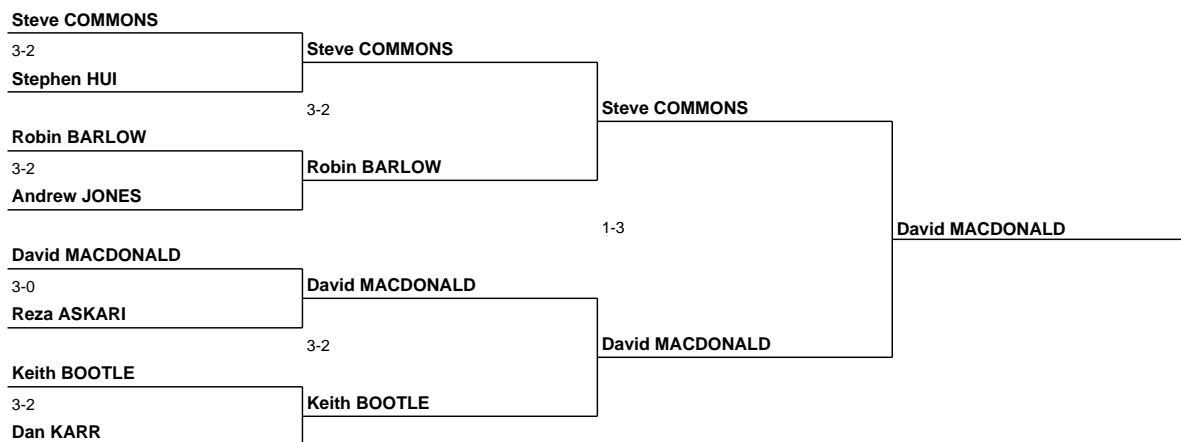 Steve COMMONS
3-2
Stephen HUI
Steve COMMONS
3-2
Robin BARLOW
3-2
Andrew JONES
Robin BARLOW
Steve COMMONS
1-3
David MACDONALD
David MACDONALD
3-0
Reza ASKARI
David MACDONALD
3-2
Keith BOOTLE
3-2
Dan KARR
Keith BOOTLE
David MACDONALD